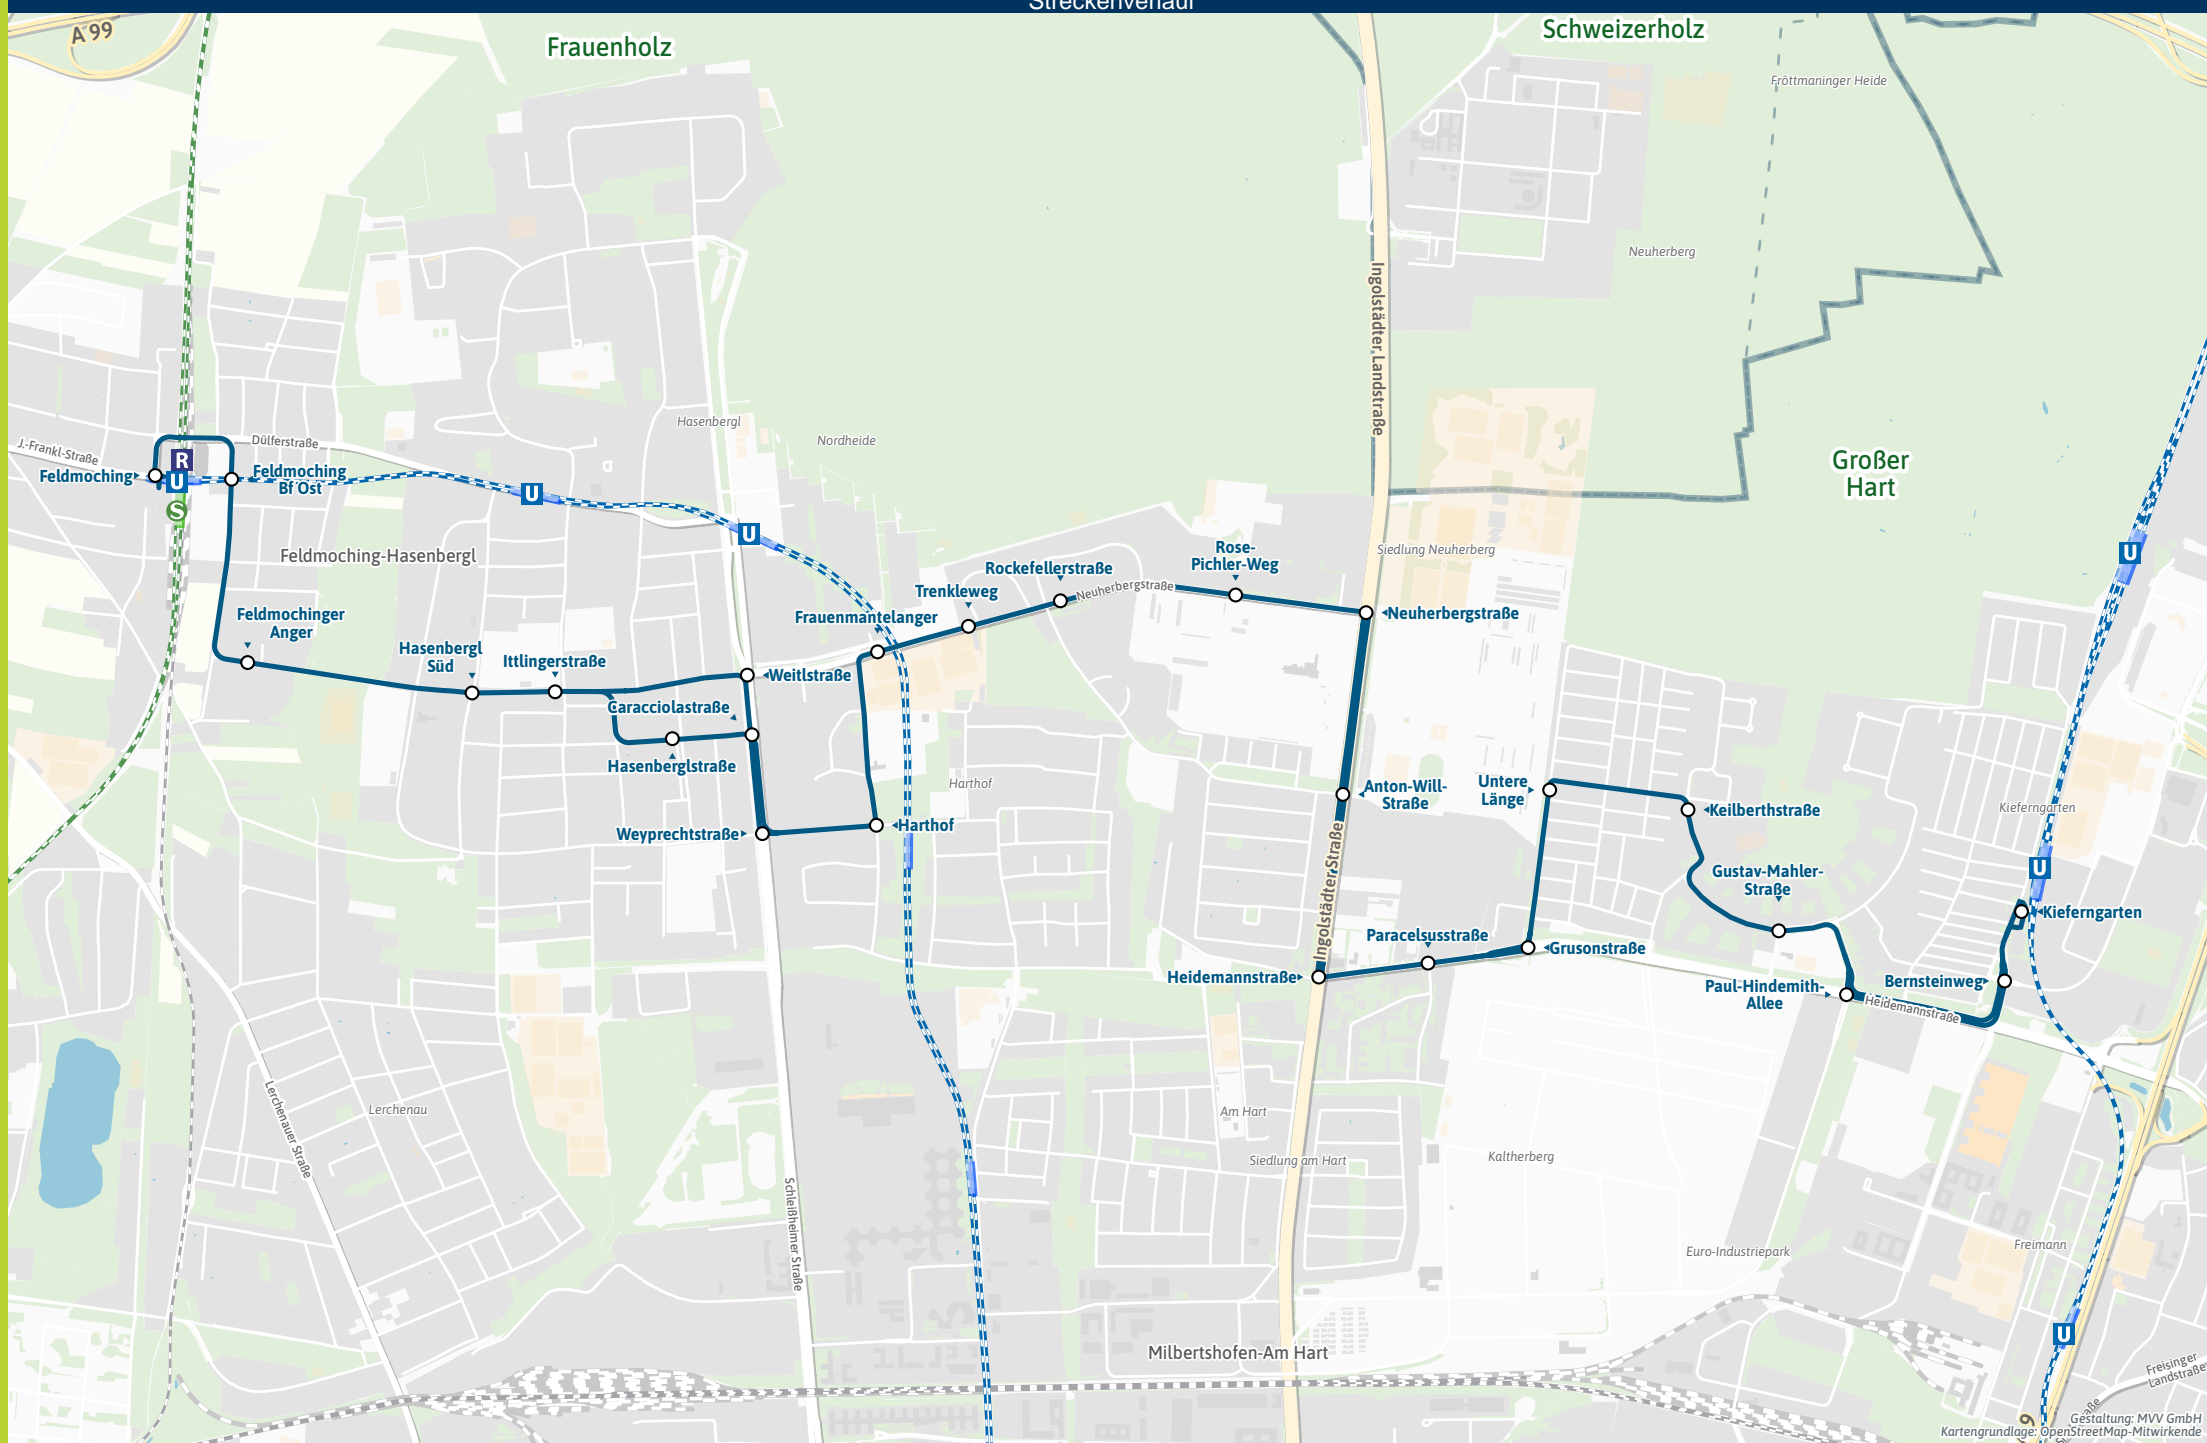 Streckenverlauf
A 99
Frauenholz
Schweizerholz
Fröttmaninger Heide
Neuherberg
Ingolstädter Landstraße
Hasenbergl
Nordheide
J.-Frankl-Straße
Dülferstraße
R
Feldmoching
U
Feldmoching
Bf Ost
S
U
U
Großer
Hart
U
Feldmoching-Hasenbergl
Siedlung Neuherberg
Rose-
Pichler-Weg
Rockefellerstraße
Trenkleweg
Neuherbergstraße
Frauenmantelanger
Neuherbergstraße
Feldmochinger
Anger
Hasenbergl
Süd
Ittlingerstraße
Weitlstraße
Caracciolastraße
Hasenberglstraße
Harthof
Anton-Will-
Straße
Untere
Länge
Keilberthstraße
Kieferngarten
Weyprechtstraße
Harthof
Ingolstädter Straße
Gustav-Mahler-
Straße
U
Kieferngarten
Paracelsusstraße
Grusonstraße
Heidemannstraße
Paul-Hindemith-
Allee
Bernsteinweg
Heidemannstraße
Lerchenauer Straße
Lerchenau
Am Hart
Siedlung am Hart
Kaltherberg
Schleißheimer Straße
Euro-Industriepark
Freimann
U
Milbertshofen-Am Hart
Freisinger
Landstraße
9
Gestaltung: MVV GmbH
Kartengrundlage: OpenStreetMap-Mitwirkende